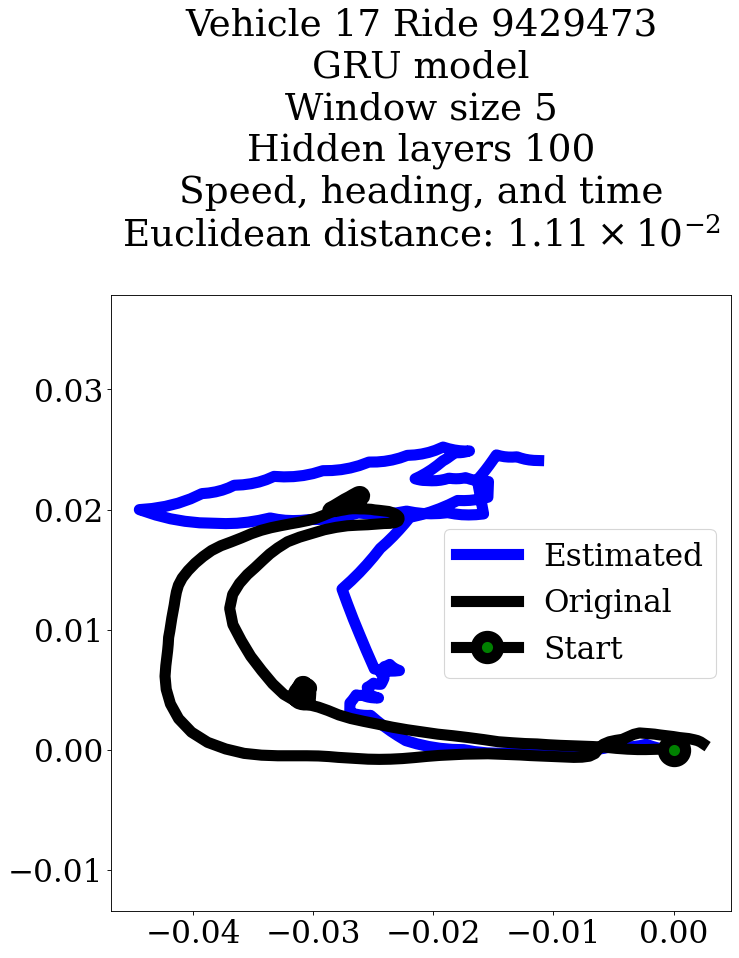 Vehicle 17 Ride 9429473
GRU model
Window size 5
Hidden layers 100
Speed, heading, and time
Euclidean distance: 1.11 × 10⁻²
0.03
0.02
0.01
0.00
−0.01
Estimated
Original
Start
−0.04 −0.03 −0.02 −0.01 0.00